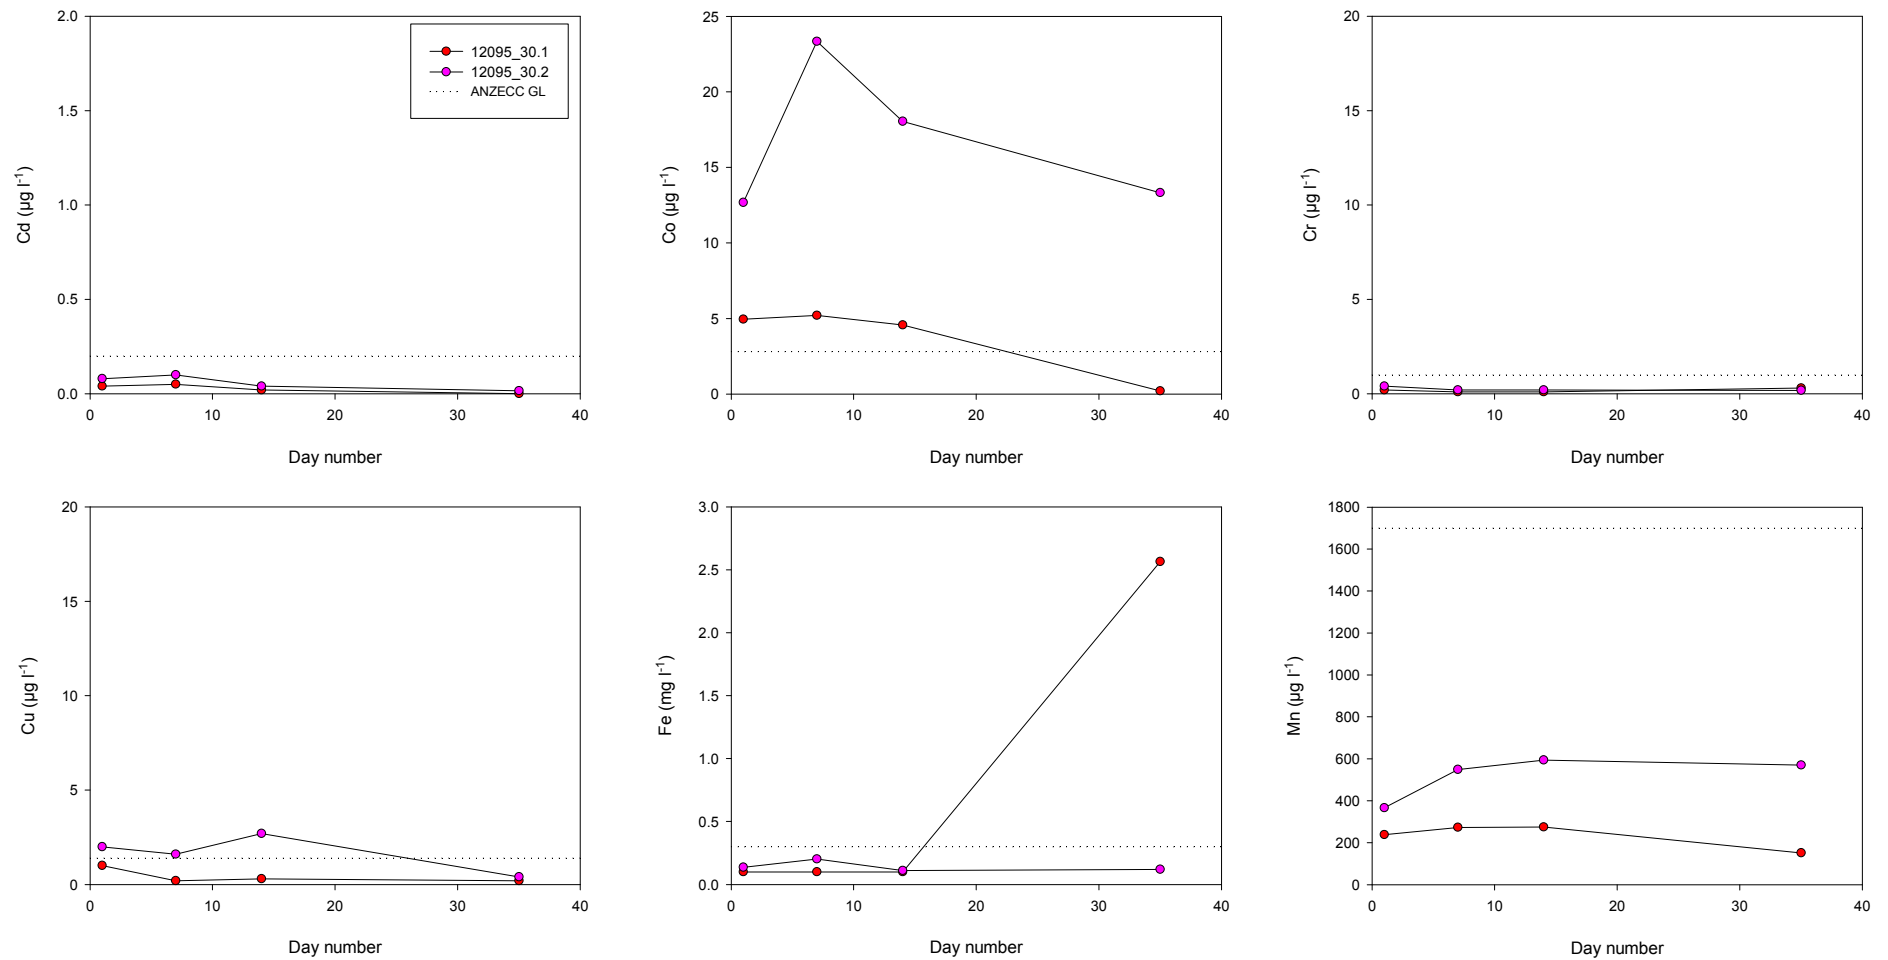 2.0
1.5
1.0
0.5
0.0
0 10 20 30 40
Cd (µg l-1)
Day number
12095_30.1
12095_30.2
ANZECC GL
25
20
15
10
5
0
0 10 20 30 40
Co (µg l-1)
Day number
20
15
10
5
0
0 10 20 30 40
Cr (µg l-1)
Day number
20
15
10
5
0
0 10 20 30 40
Cu (µg l-1)
Day number
3.0
2.5
2.0
1.5
1.0
0.5
0.0
0 10 20 30 40
Fe (mg l-1)
Day number
1800
1600
1400
1200
1000
800
600
400
200
0
0 10 20 30 40
Mn (µg l-1)
Day number